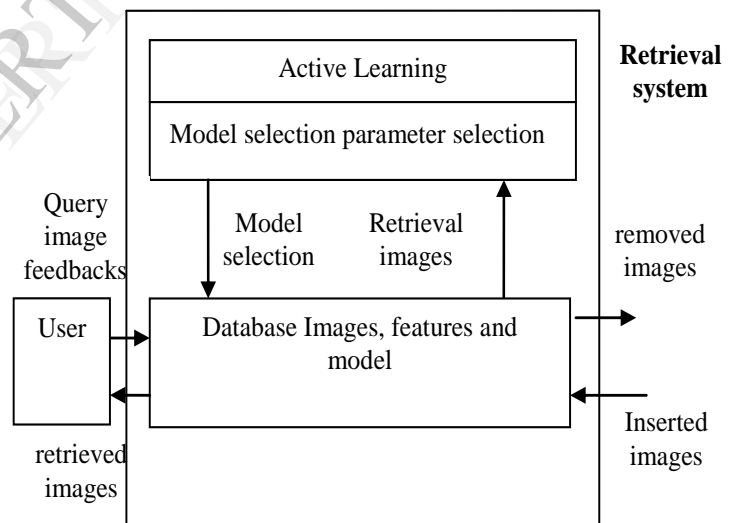 Active Learning
Retrieval
system
Model selection parameter selection
Query
image
feedbacks
Model
selection
Retrieval
images
removed
images
User
Database Images, features and
model
retrieved
images
Inserted
images